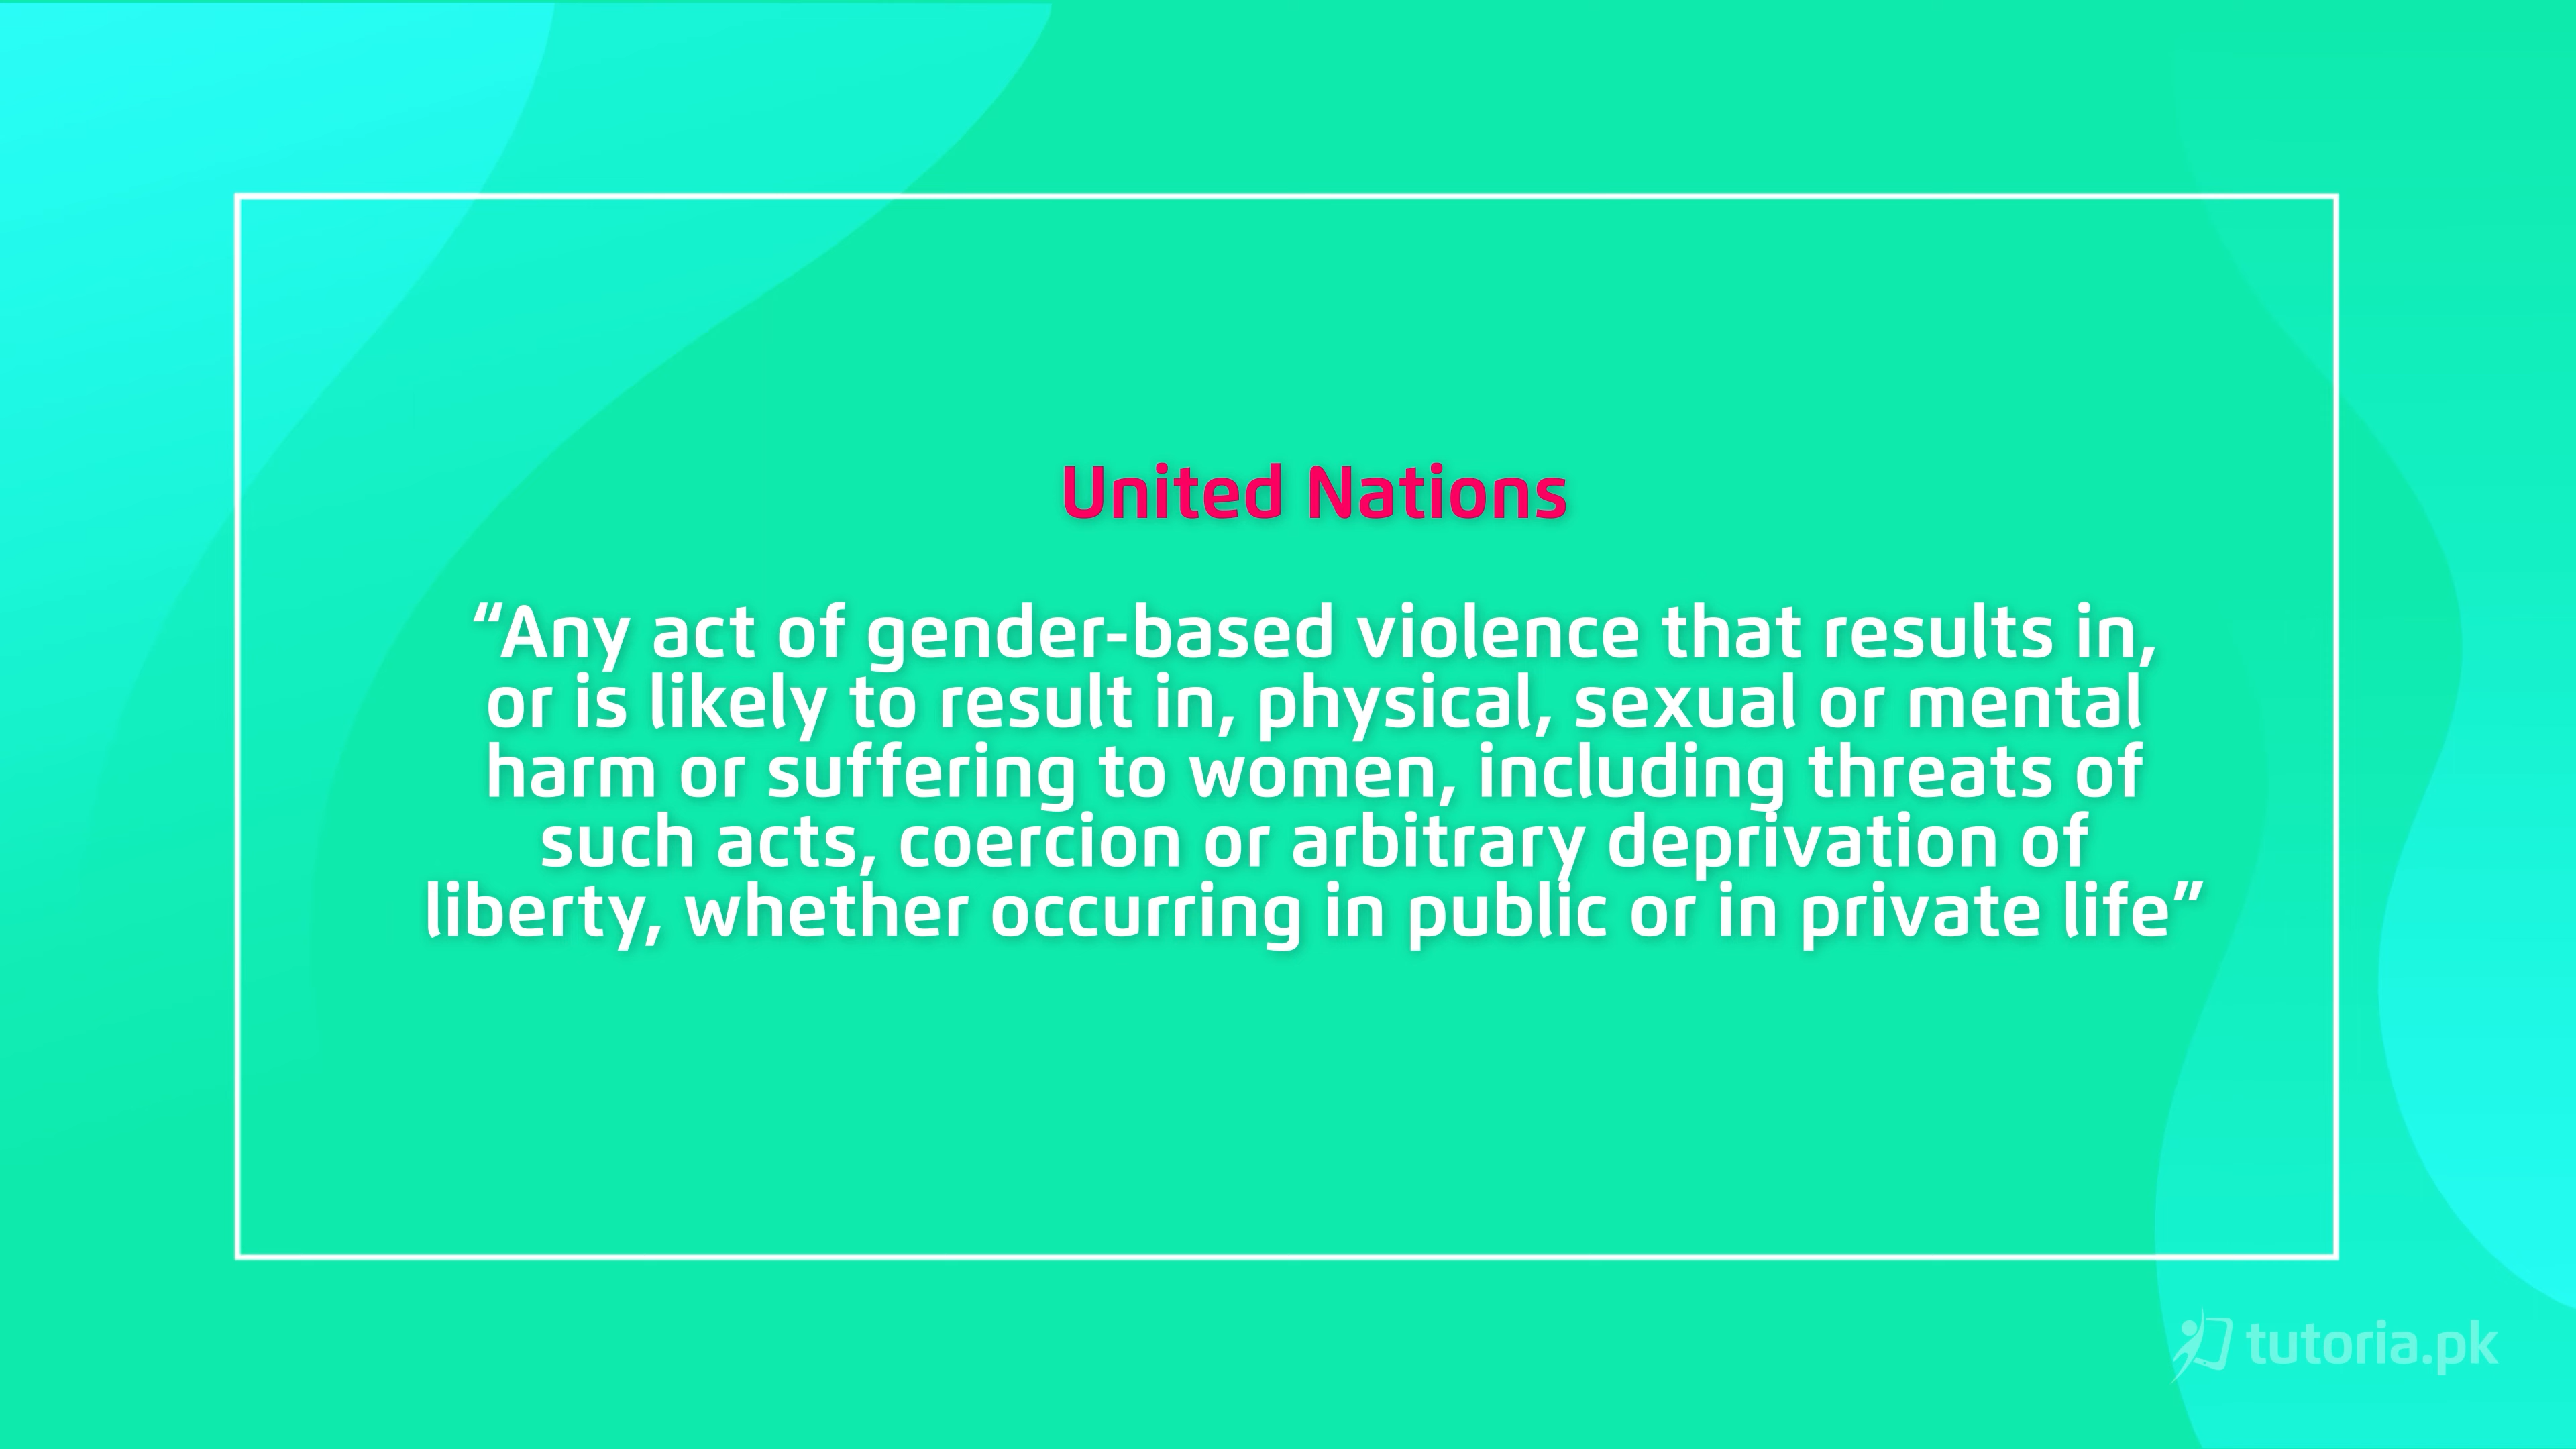 United Nations
“Any act of gender-based violence that results in,
or is likely to result in, physical, sexual or mental
harm or suffering to women, including threats of
such acts, coercion or arbitrary deprivation of
liberty, whether occurring in public or in private life”
tutoria.pk